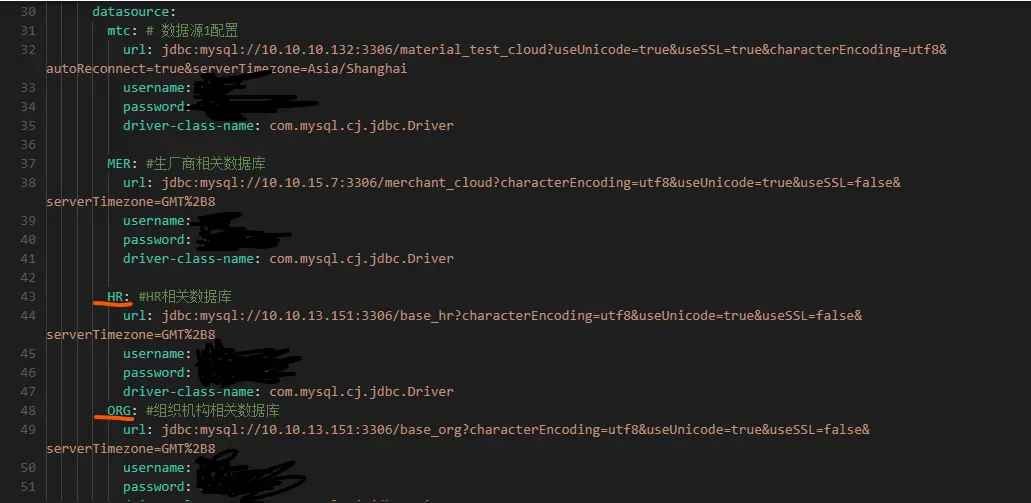 30 datasource:
31 mtc: # 数据源1配置
32 url: jdbc:mysql://10.10.10.132:3306/material_test_cloud?useUnicode=true&useSSL=true&characterEncoding=utf8&
autoReconnect=true&serverTimezone=Asia/Shanghai
33 username:
34 password:
35 driver-class-name: com.mysql.cj.jdbc.Driver
36
37 MER: #生厂商相关数据库
38 url: jdbc:mysql://10.10.15.7:3306/merchant_cloud?characterEncoding=utf8&useUnicode=true&useSSL=false&
serverTimezone=GMT%2B8
39 username:
40 password:
41 driver-class-name: com.mysql.cj.jdbc.Driver
42
43 HR: #HR相关数据库
44 url: jdbc:mysql://10.10.13.151:3306/base_hr?characterEncoding=utf8&useUnicode=true&useSSL=false&
serverTimezone=GMT%2B8
45 username:
46 password:
47 driver-class-name: com.mysql.cj.jdbc.Driver
48 ORG: #组织机构相关数据库
49 url: jdbc:mysql://10.10.13.151:3306/base_org?characterEncoding=utf8&useUnicode=true&useSSL=false&
serverTimezone=GMT%2B8
50 username:
51 password: